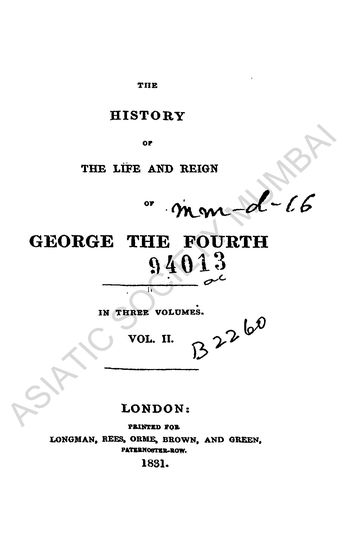 THE
HISTORY
OF
THE LIFE AND REIGN
OF
mm-d-16
GEORGE THE FOURTH
94013
IN THREE VOLUMES.
VOL. II.
B2260
LONDON:
PRINTED FOR
LONGMAN, REES, ORME, BROWN, AND GREEN,
PATERNOSTER-ROW.
1831.
ASIATIC SOCIETY MUMBAI